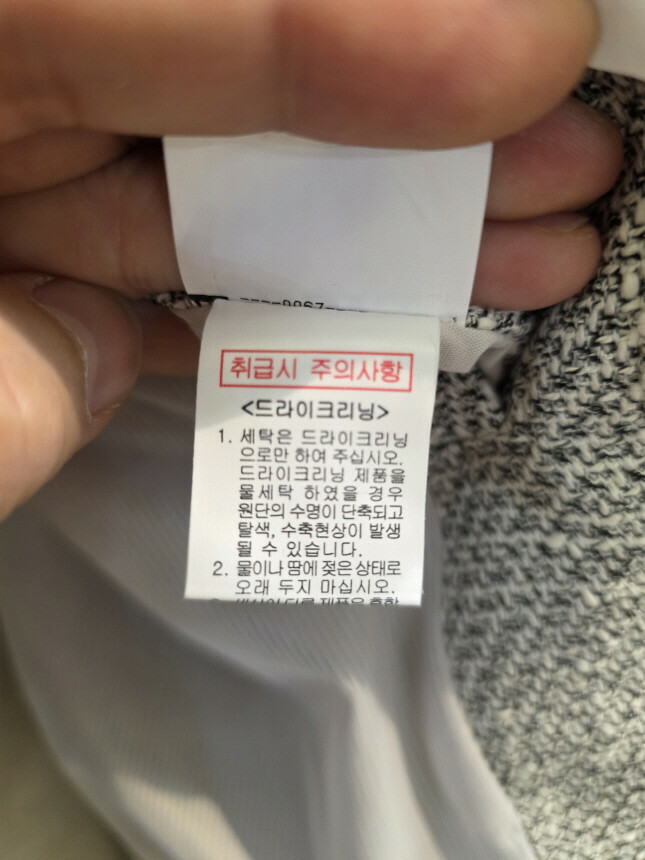 취급시 주의사항
<드라이크리닝>
1. 세탁은 드라이크리닝
으로만 하여 주십시오.
드라이크리닝 제품을
물세탁 하였을 경우
원단의 수명이 단축되고
탈색, 수축현상이 발생
될 수 있습니다.
2. 물이나 땀에 젖은 상태로
오래 두지 마십시오.